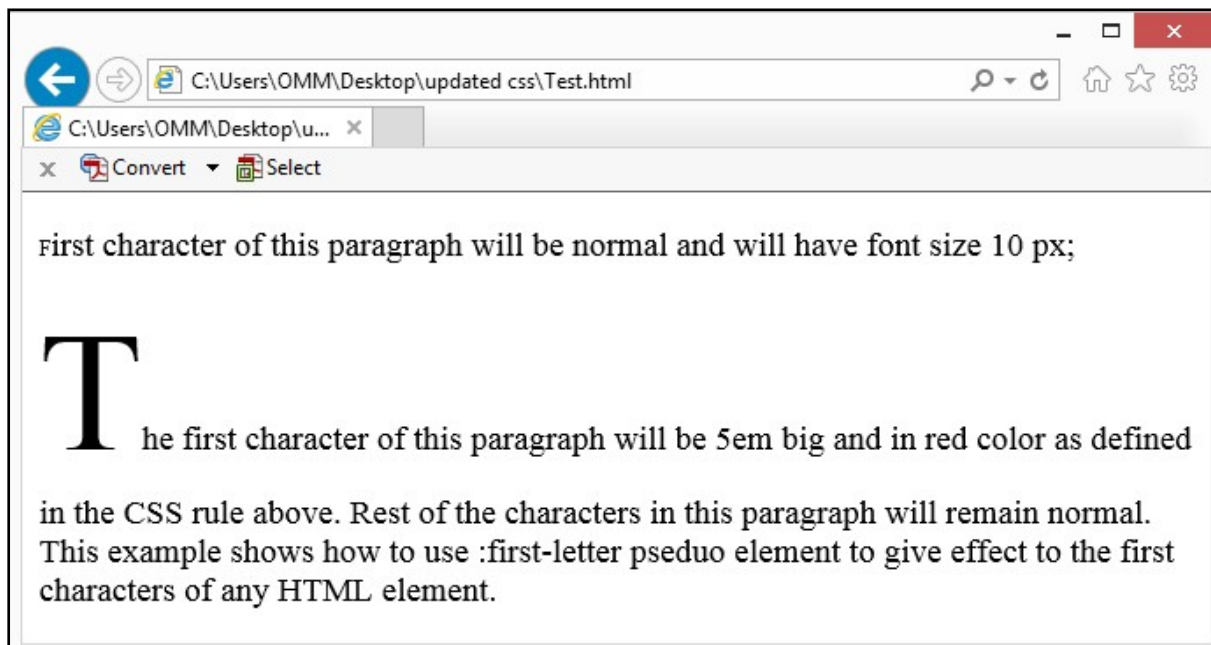 C:\Users\OMM\Desktop\updated css\Test.html
C:\Users\OMM\Desktop\u...
Convert Select
First character of this paragraph will be normal and will have font size 10 px;
The first character of this paragraph will be 5em big and in red color as defined
in the CSS rule above. Rest of the characters in this paragraph will remain normal.
This example shows how to use :first-letter pseduo element to give effect to the first
characters of any HTML element.